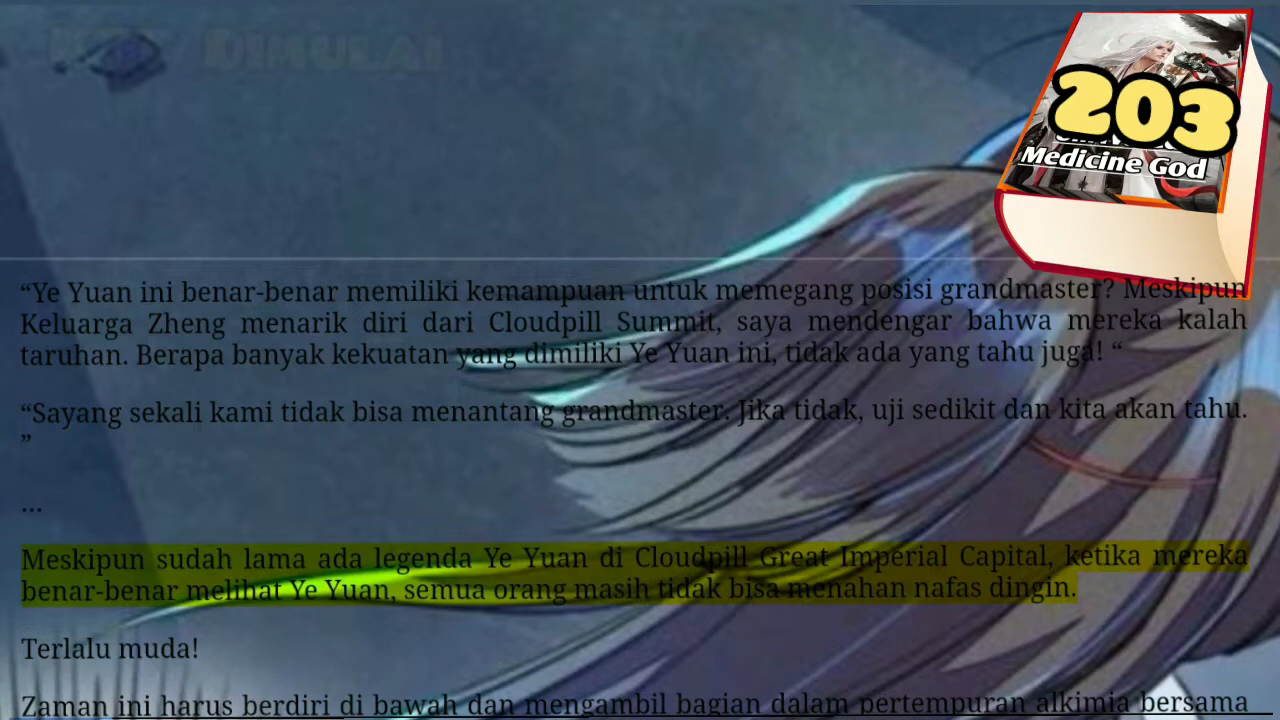 DIMULAI
203
Medicine God
“Ye Yuan ini benar-benar memiliki kemampuan untuk memegang posisi grandmaster? Meskipun
Keluarga Zheng menarik diri dari Cloudpill Summit, saya mendengar bahwa mereka kalah
taruhan. Berapa banyak kekuatan yang dimiliki Ye Yuan ini, tidak ada yang tahu juga! “
“Sayang sekali kami tidak bisa menantang grandmaster. Jika tidak, uji sedikit dan kita akan tahu.
”
...
Meskipun sudah lama ada legenda Ye Yuan di Cloudpill Great Imperial Capital, ketika mereka
benar-benar melihat Ye Yuan, semua orang masih tidak bisa menahan nafas dingin.
Terlalu muda!
Zaman ini harus berdiri di bawah dan mengambil bagian dalam pertempuran alkimia bersama